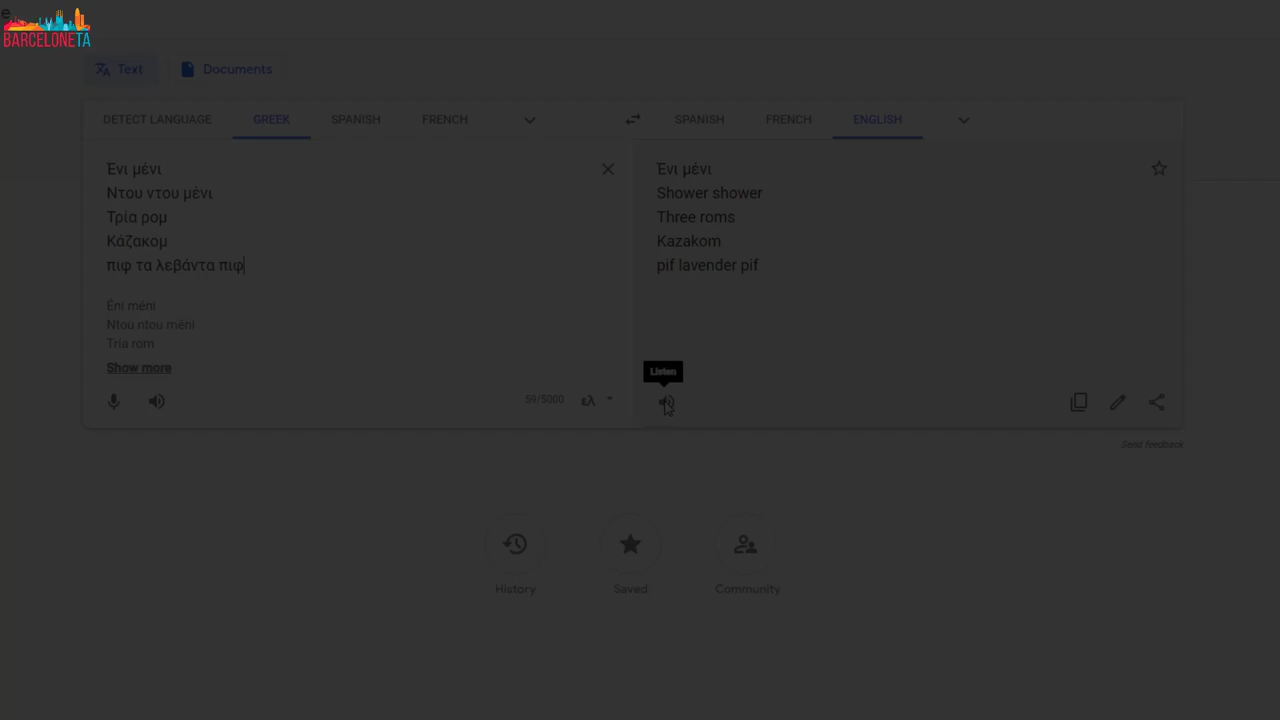 e
BARCELONETA
Text
Documents
DETECT LANGUAGE GREEK SPANISH FRENCH
SPANISH FRENCH ENGLISH
Ένι μένι
Ντου ντου μένι
Τρία ρομ
Κάζακομ
πιφ τα λεβάντα πιφ
Éni méni
Ntou ntou méni
Tría rom
Show more
59/5000
ελ
Ένι μένι
Shower shower
Three roms
Kazakom
pif lavender pif
Listen
Send feedback
History
Saved
Community